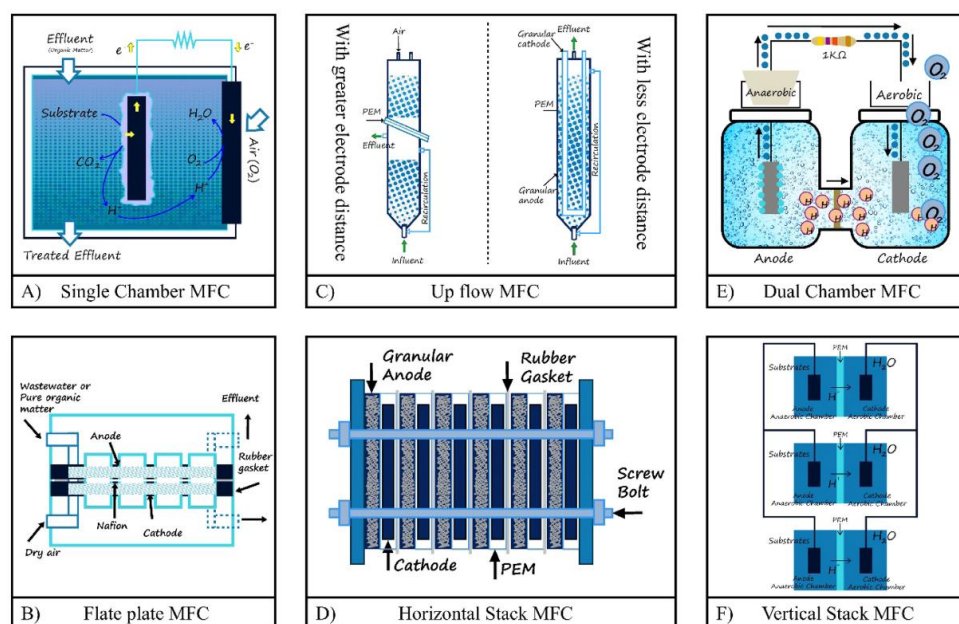 Effluent
(Organic Matter)
e⁻
e⁻
Substrate
H₂O
CO₂
O₂
H⁺
H⁺
Air (O₂)
Treated Effluent
A) Single Chamber MFC
With greater electrode distance
Air
PEM
Effluent
Recirculation
Influent
Granular
cathode
Effluent
PEM
Granular
anode
Recirculation
Influent
With less electrode distance
C) Up flow MFC
1KΩ
Anaerobic
Aerobic
O₂
O₂
O₂
O₂
O₂
H
H
H
H
H
H
H
H
H
H
Anode
Cathode
E) Dual Chamber MFC
Wastewater or
Pure organic
matter
Effluent
Anode
Rubber
gasket
Nafion
Cathode
Dry air
B) Flate plate MFC
Granular
Anode
Rubber
Gasket
Screw
Bolt
Cathode
PEM
D) Horizontal Stack MFC
PEM
Substrates
H₂O
H⁺
Anode
Anaerobic Chamber
Cathode
Aerobic Chamber
PEM
Substrates
H₂O
H⁺
Anode
Anaerobic Chamber
Cathode
Aerobic Chamber
PEM
Substrates
H₂O
H⁺
Anode
Anaerobic Chamber
Cathode
Aerobic Chamber
F) Vertical Stack MFC